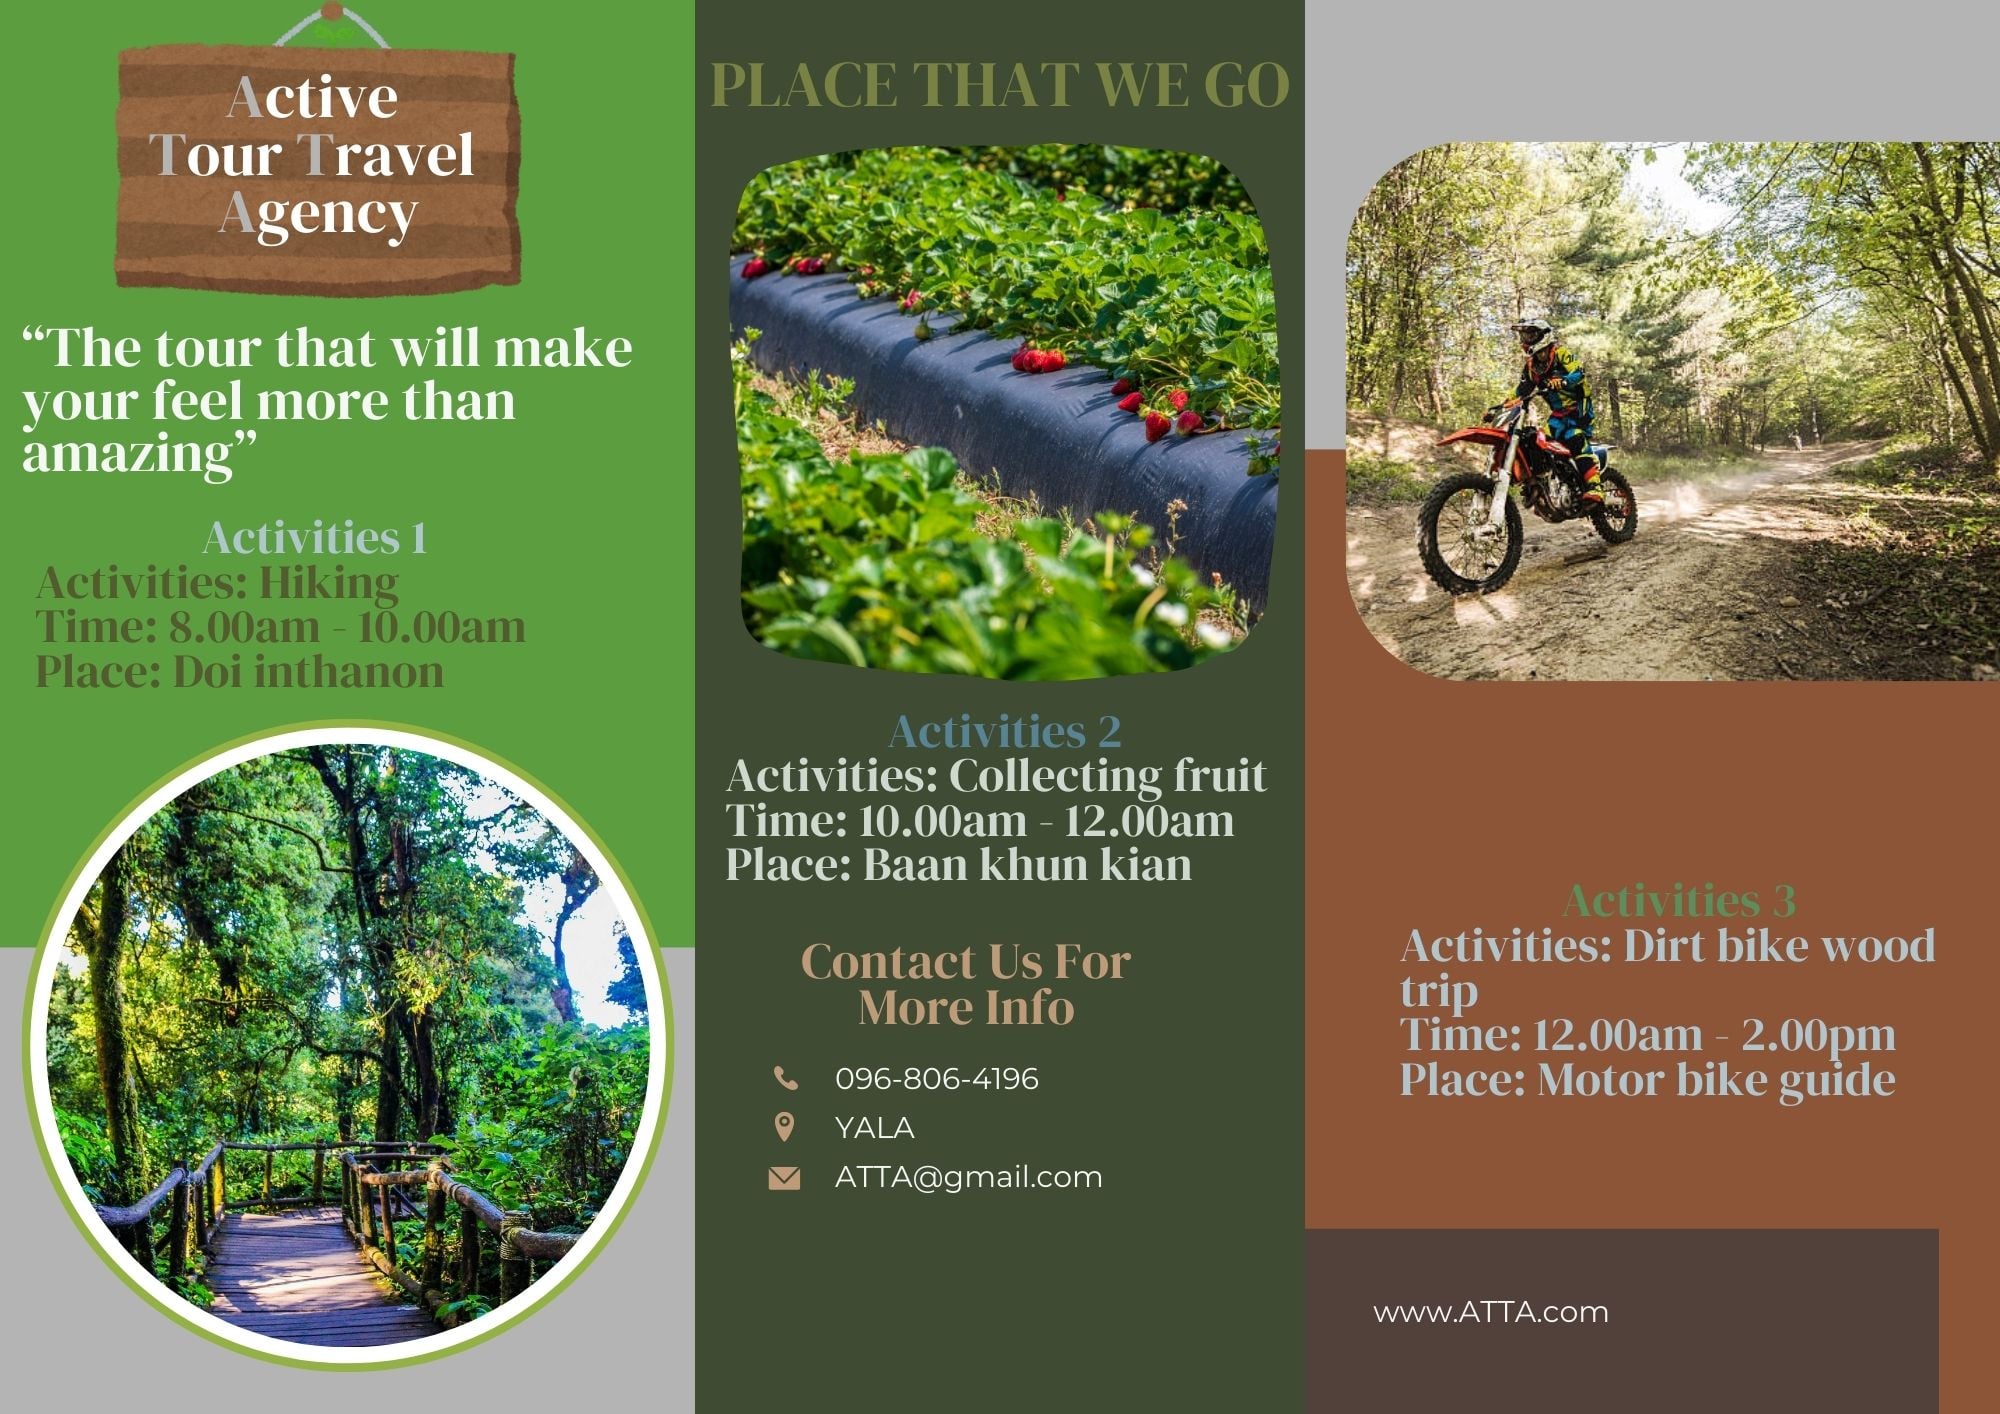 Active
Tour Travel
Agency
“The tour that will make
your feel more than
amazing”
Activities 1
Activities: Hiking
Time: 8.00am - 10.00am
Place: Doi inthanon
PLACE THAT WE GO
Activities 2
Activities: Collecting fruit
Time: 10.00am - 12.00am
Place: Baan khun kian
Contact Us For
More Info
096-806-4196
YALA
ATTA@gmail.com
Activities 3
Activities: Dirt bike wood
trip
Time: 12.00am - 2.00pm
Place: Motor bike guide
www.ATTA.com